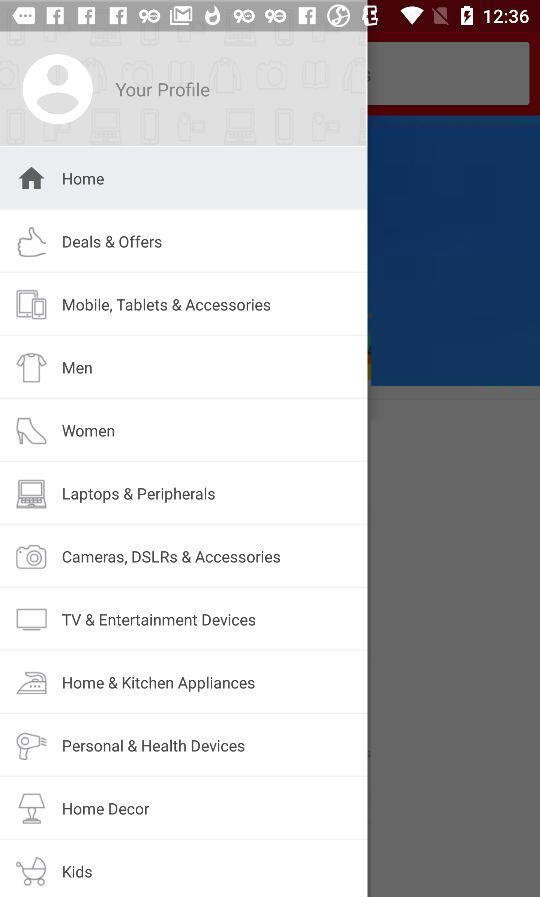 12:36
Your Profile
Home
Deals & Offers
Mobile, Tablets & Accessories
Men
Women
Laptops & Peripherals
Cameras, DSLRs & Accessories
TV & Entertainment Devices
Home & Kitchen Appliances
Personal & Health Devices
Home Decor
Kids